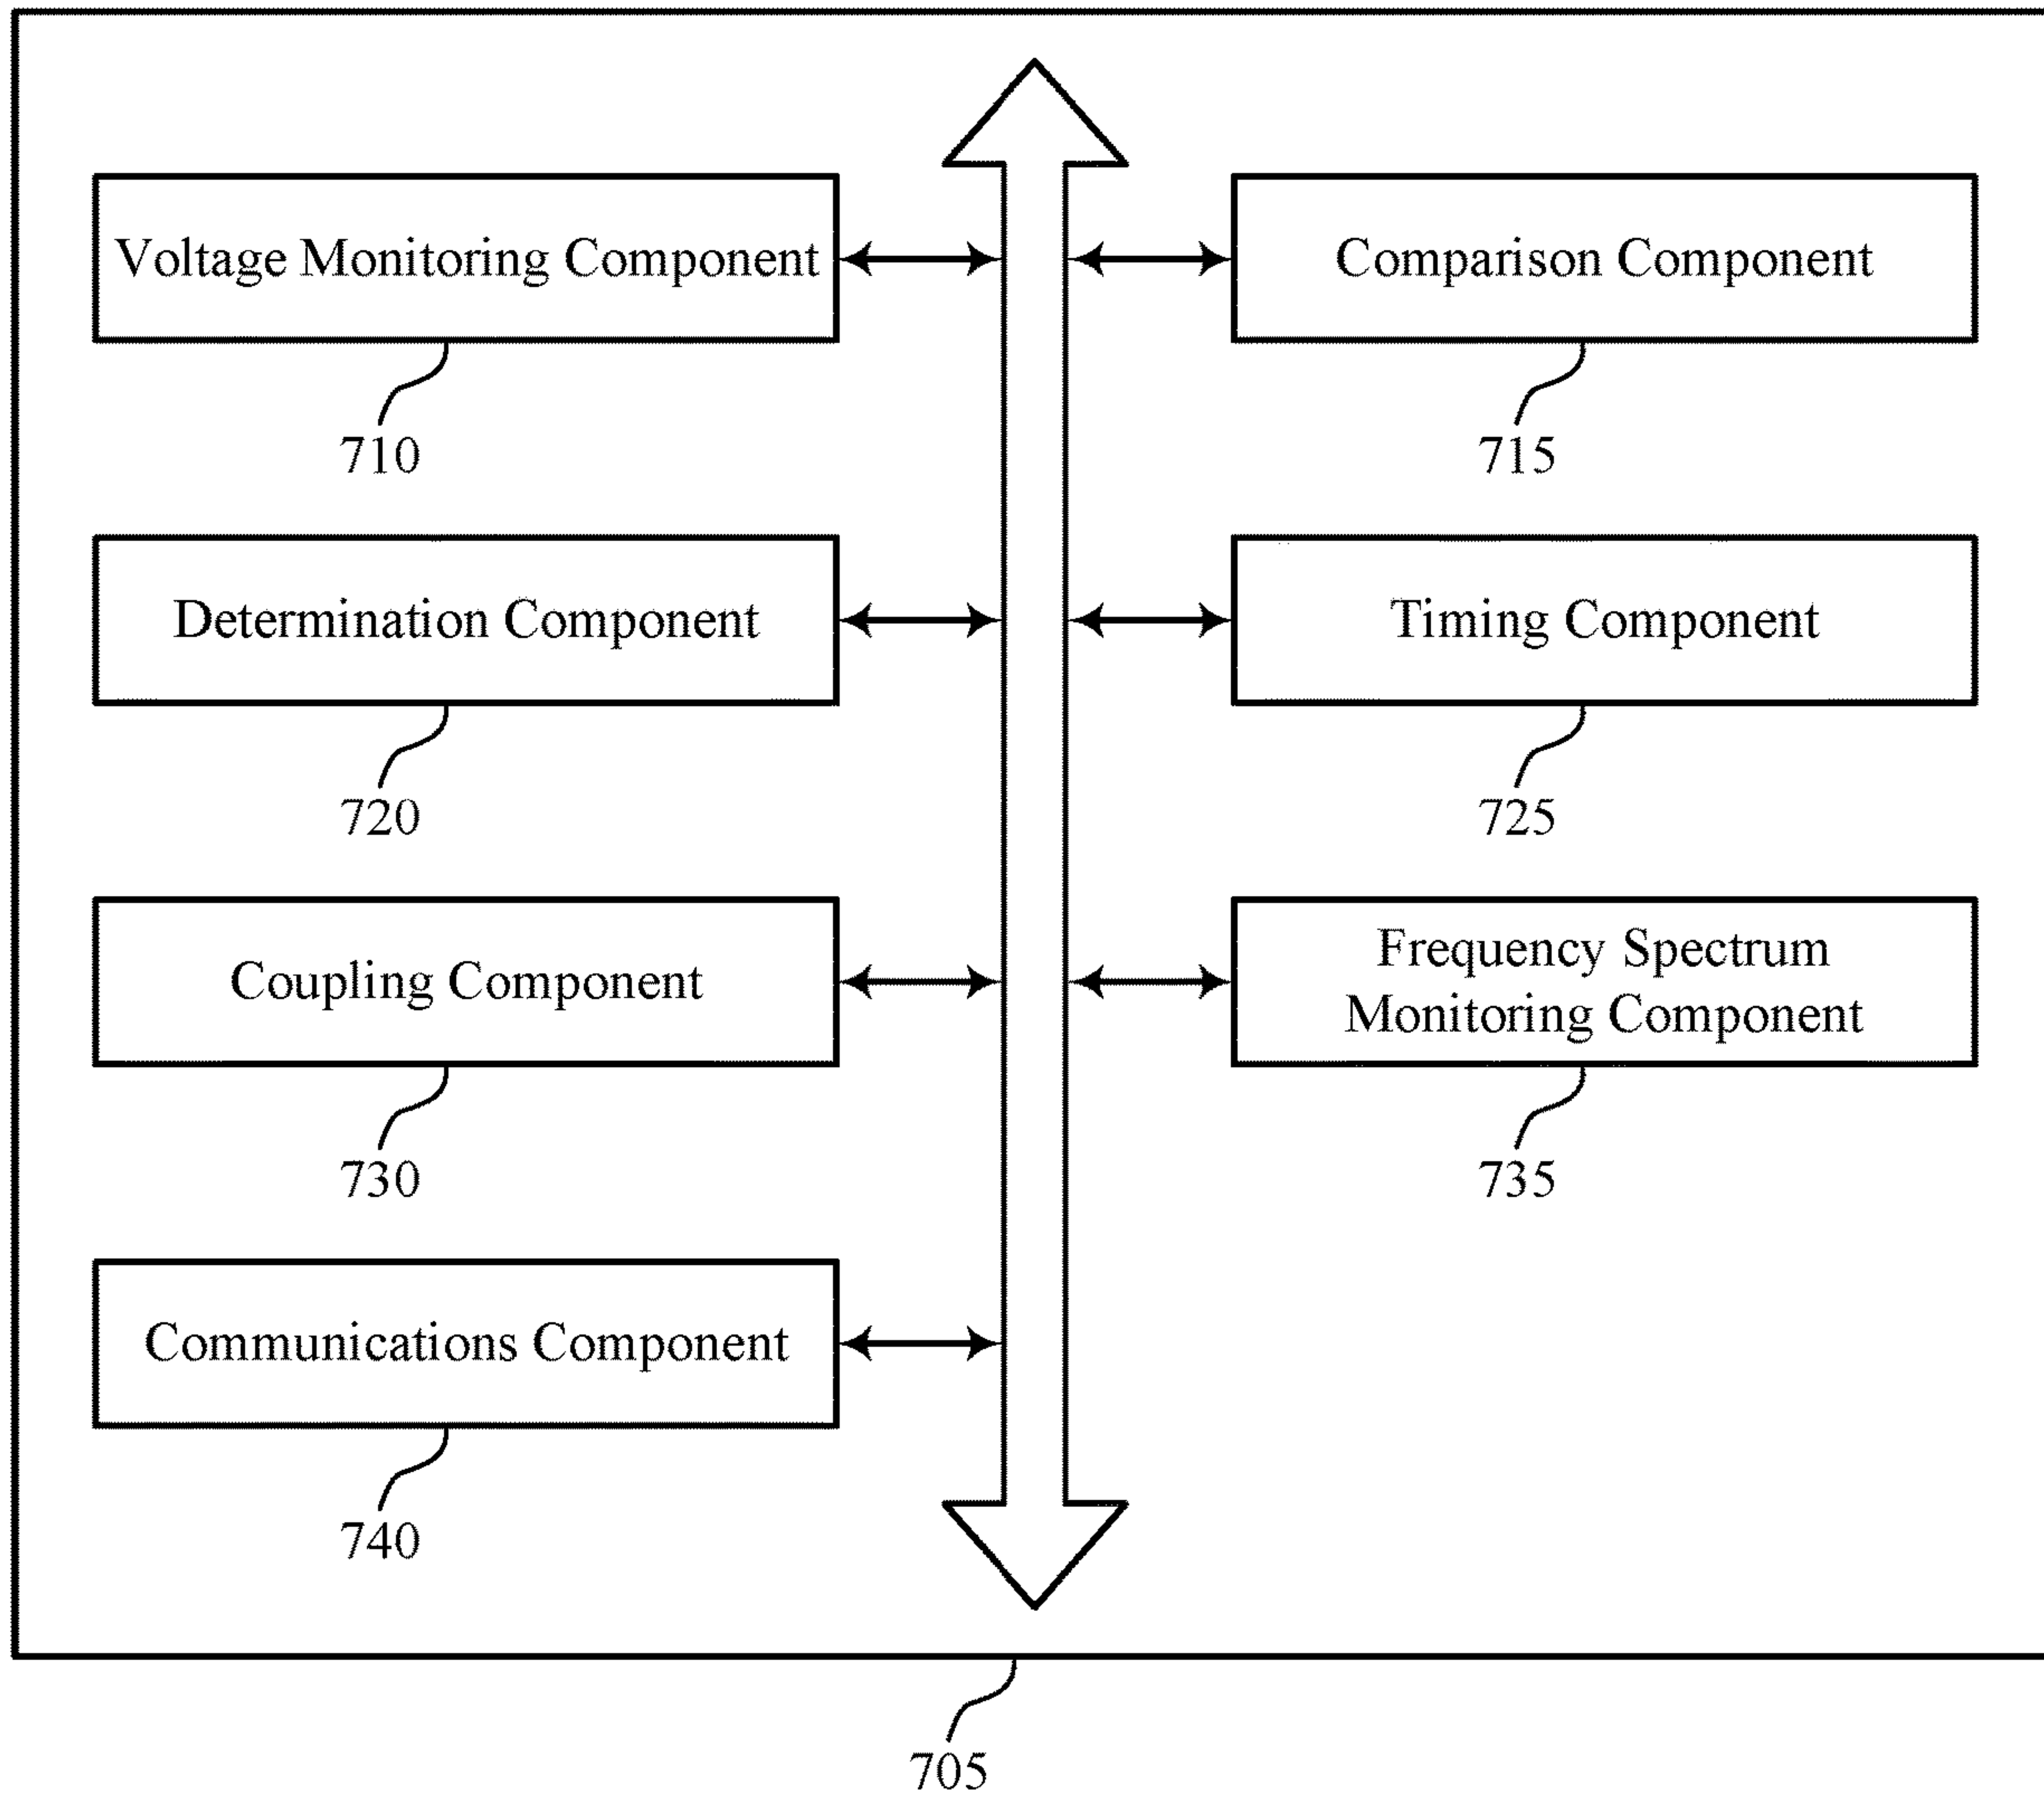 Voltage Monitoring Component
710
Comparison Component
715
Determination Component
720
Timing Component
725
Coupling Component
730
Frequency Spectrum
Monitoring Component
735
Communications Component
740
705